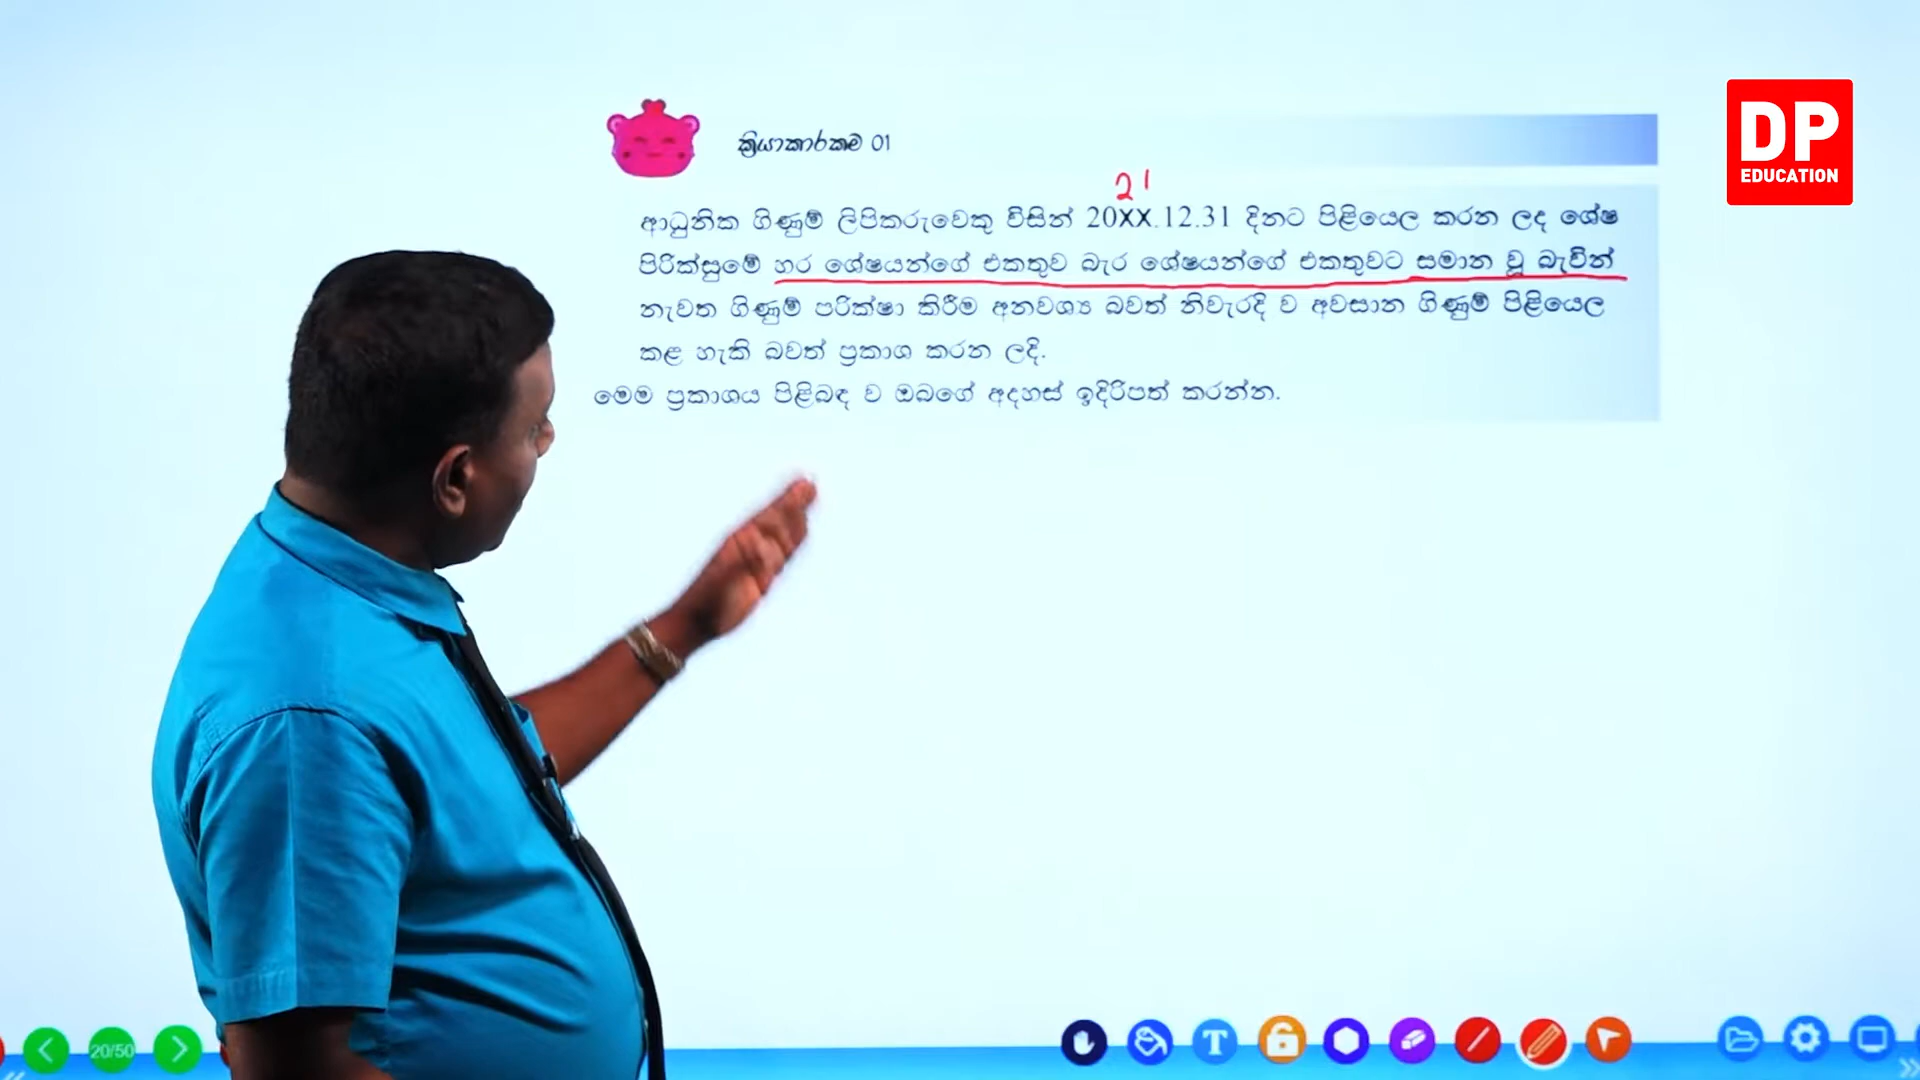 DP
EDUCATION
ක්‍රියාකාරකම 01
21
ආධුනික ගිණුම් ලිපිකරුවෙකු විසින් 20XX.12.31 දිනට පිළියෙල කරන ලද ශේෂ
පිරික්සුමේ හර ශේෂයන්ගේ එකතුව බැර ශේෂයන්ගේ එකතුවට සමාන වූ බැවින්
නැවත ගිණුම් පරික්ෂා කිරීම අනවශ්‍ය බවත් නිවැරදි ව අවසාන ගිණුම් පිළියෙල
කළ හැකි බවත් ප්‍රකාශ කරන ලදි.
මෙම ප්‍රකාශය පිළිබඳ ව ඔබගේ අදහස් ඉදිරිපත් කරන්න.
20/50
T